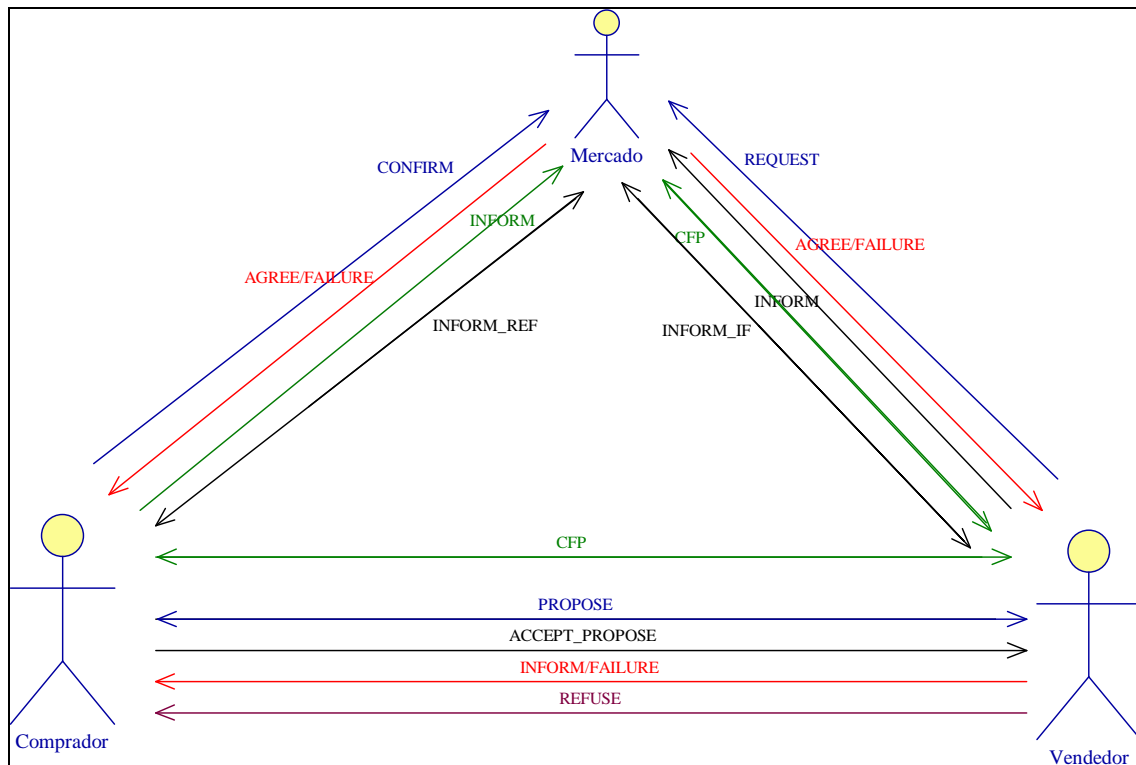 Mercado
CONFIRM
REQUEST
INFORM
CFP
AGREE/FAILURE
AGREE/FAILURE
INFORM
INFORM_REF
INFORM_IF
CFP
PROPOSE
ACCEPT_PROPOSE
INFORM/FAILURE
REFUSE
Comprador
Vendedor